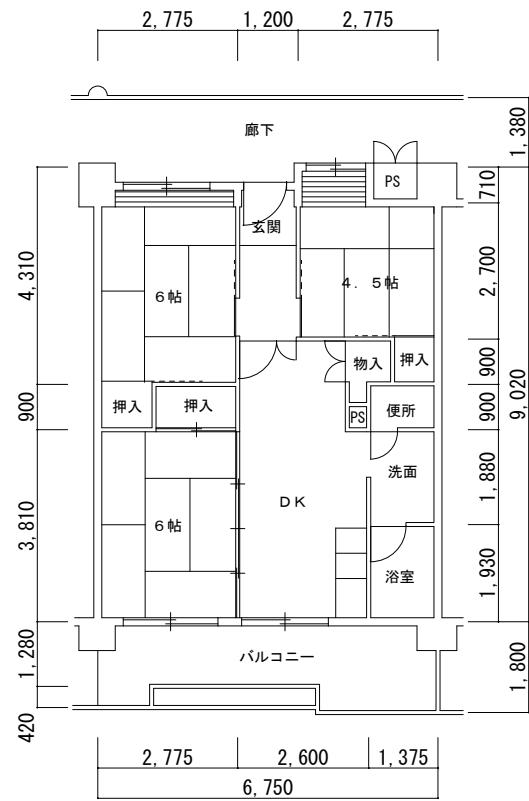 2,775 1,200 2,775
廊下
1,380
PS
710
玄関
4,310
6帖
4．5帖
2,700
物入
押入
900
9,020
900
押入
押入
PS
便所
900
洗面
1,880
DK
3,810
6帖
浴室
1,930
バルコニー
1,280
1,800
420
2,775 2,600 1,375
6,750